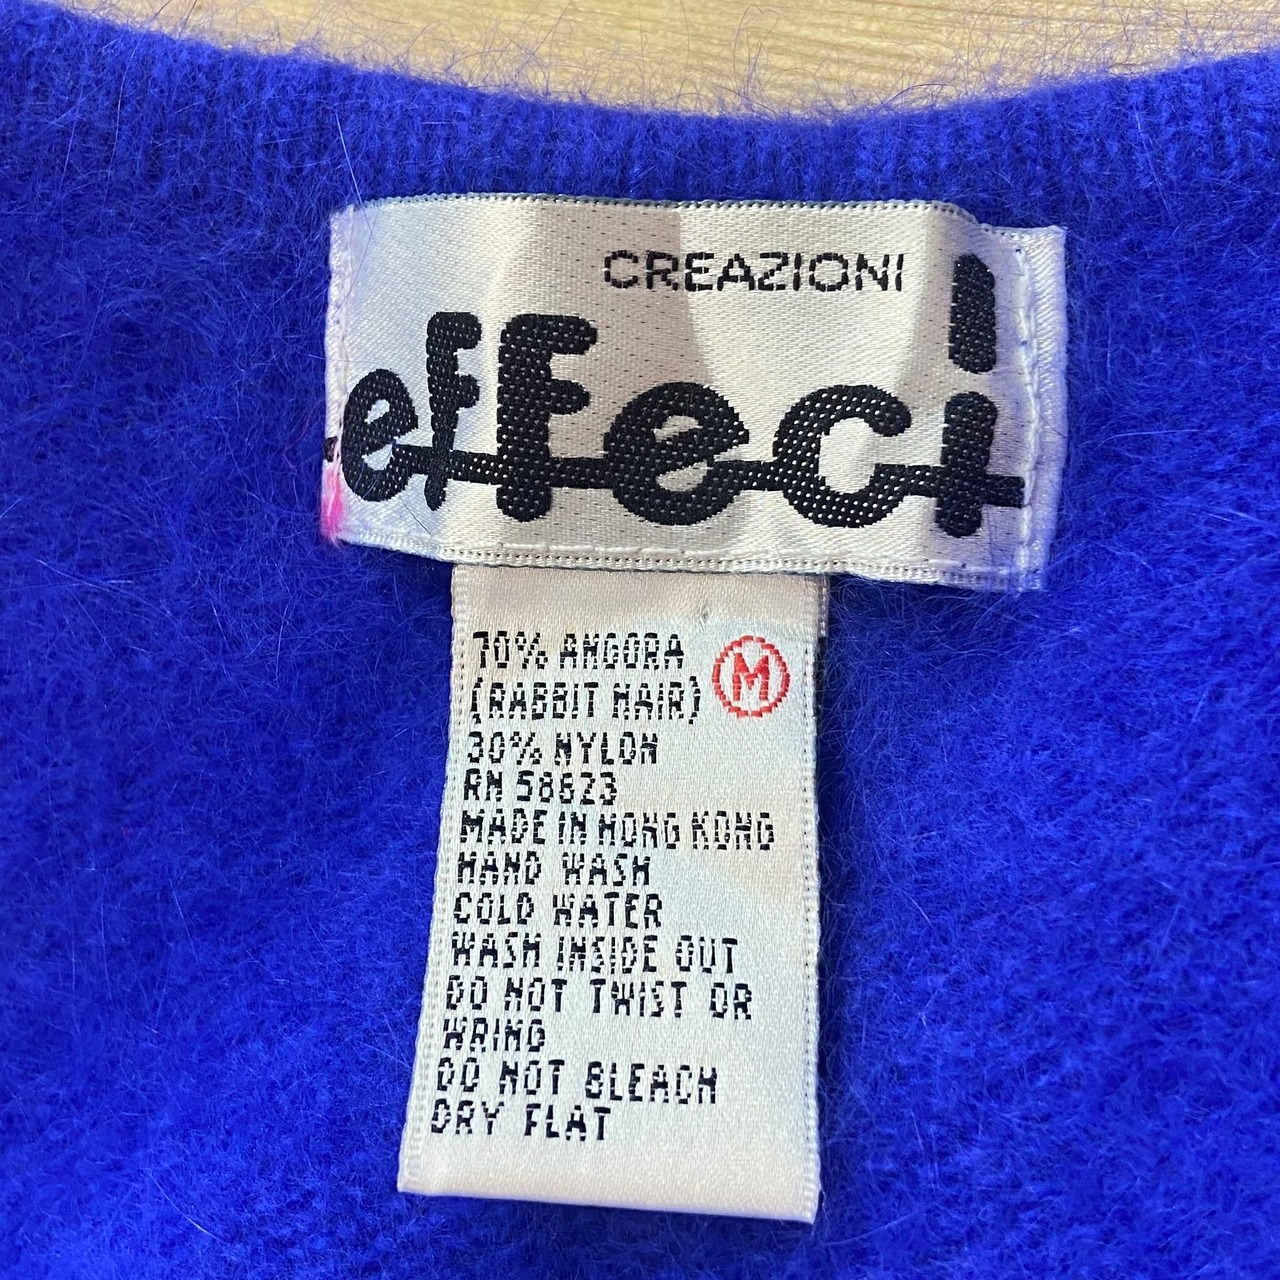 CREAZIONI
effeci
70% ANGORA
(RABBIT HAIR)
M
30% NYLON
RN 58623
MADE IN HONG KONG
HAND WASH
COLD WATER
WASH INSIDE OUT
DO NOT TWIST OR
WRING
DO NOT BLEACH
DRY FLAT